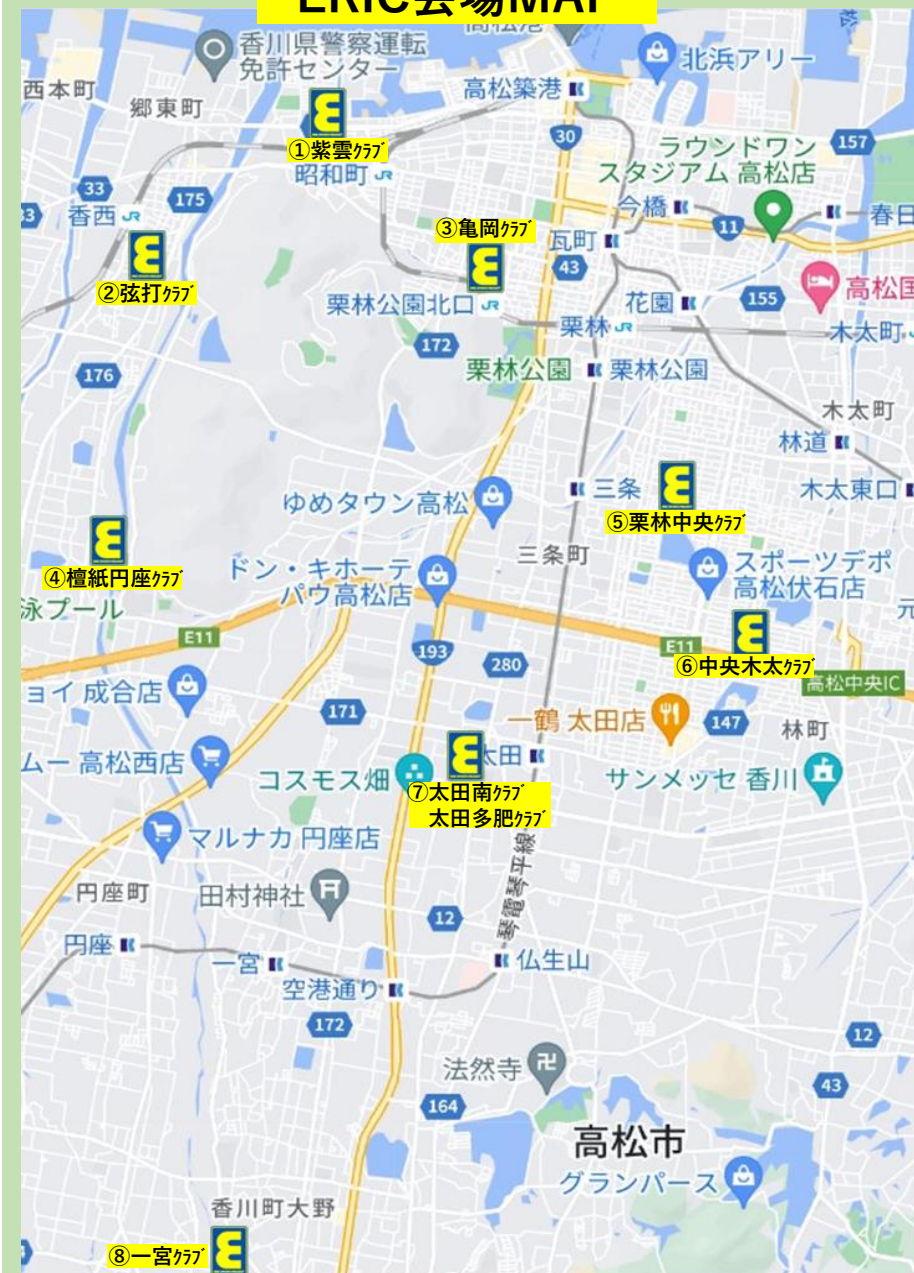 ERIC会場MAP
香川県警察運転
免許センター
北浜アリー
西本町
郷東町
高松築港
①紫雲ｸﾗﾌﾞ
昭和町
30
157
ラウンドワン
スタジアム 高松店
33
香西
175
今橋
11
春日
③亀岡ｸﾗﾌﾞ
瓦町
43
②弦打ｸﾗﾌﾞ
栗林公園北口
花園
155
高松国
栗林
木太町
172
栗林公園
栗林公園
176
木太町
林道
ゆめタウン高松
三条
木太東口
⑤栗林中央ｸﾗﾌﾞ
④檀紙円座ｸﾗﾌﾞ
三条町
ドン・キホーテ
パウ高松店
スポーツデポ
高松伏石店
泳プール
元
E11
193
280
E11
⑥中央木太ｸﾗﾌﾞ
高松中央IC
ョイ 成合店
171
一鶴 太田店
147
林町
ムー 高松西店
コスモス畑
太田
サンメッセ 香川
⑦太田南ｸﾗﾌﾞ
太田多肥ｸﾗﾌﾞ
マルナカ 円座店
琴電琴平線
円座町
田村神社
12
円座
一宮
仏生山
空港通り
172
12
法然寺
43
164
高松市
グランパース
香川町大野
⑧一宮ｸﾗﾌﾞ